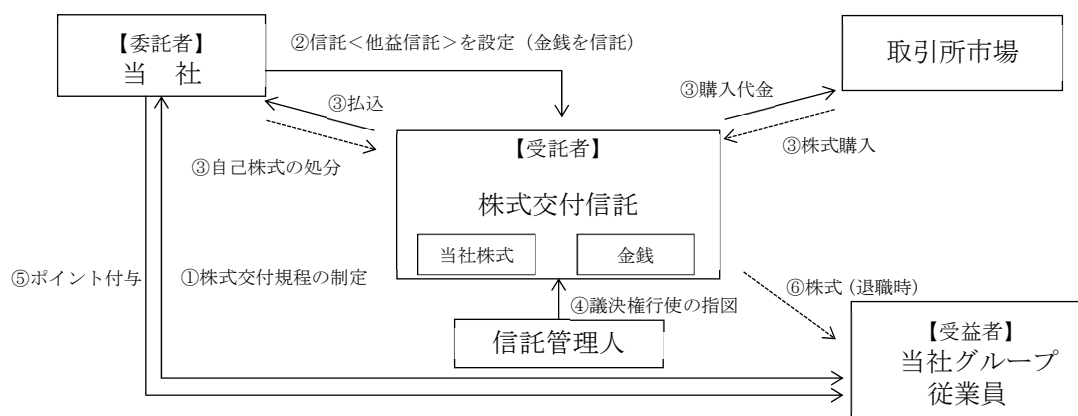 【委託者】
当　社
②信託＜他益信託＞を設定（金銭を信託）
取引所市場
③払込
③購入代金
③自己株式の処分
③株式購入
【受託者】
株式交付信託
当社株式
金銭
⑤ポイント付与
①株式交付規程の制定
④議決権行使の指図
⑥株式（退職時）
信託管理人
【受益者】
当社グループ
従業員